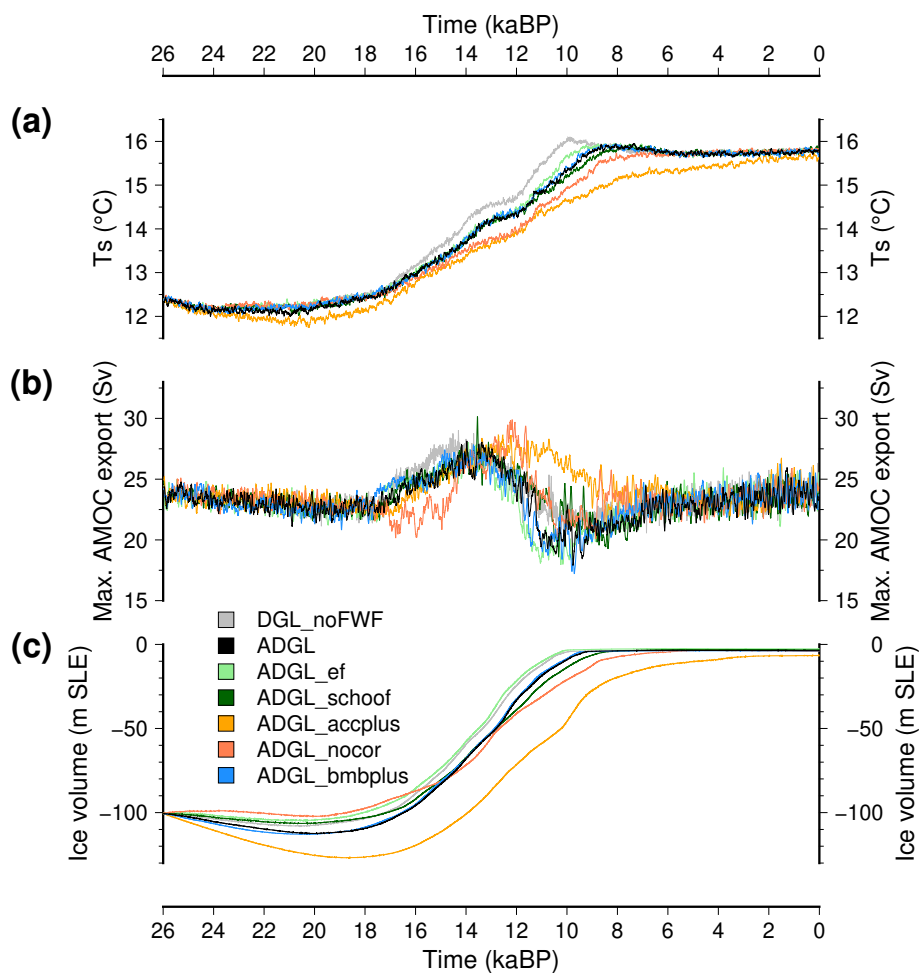 Time (kaBP)
26 24 22 20 18 16 14 12 10 8 6 4 2 0
(a)
Ts (°C)
16
15
14
13
12
16
15
14
13
12
Ts (°C)
(b)
Max. AMOC export (Sv)
30
25
20
15
30
25
20
15
Max. AMOC export (Sv)
DGL_noFWF
ADGL
ADGL_ef
ADGL_schoof
ADGL_accplus
ADGL_nocor
ADGL_bmbplus
(c)
Ice volume (m SLE)
0
−50
−100
0
−50
−100
Ice volume (m SLE)
26 24 22 20 18 16 14 12 10 8 6 4 2 0
Time (kaBP)